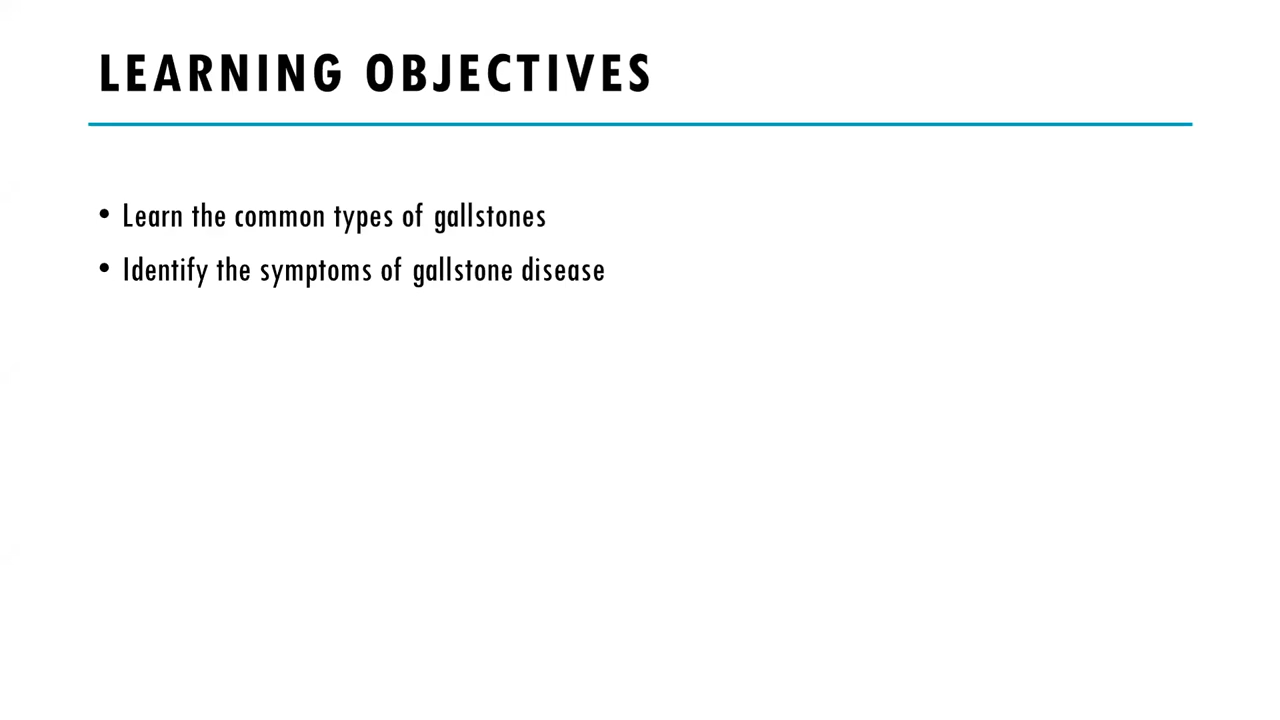 LEARNING OBJECTIVES
• Learn the common types of gallstones
• Identify the symptoms of gallstone disease